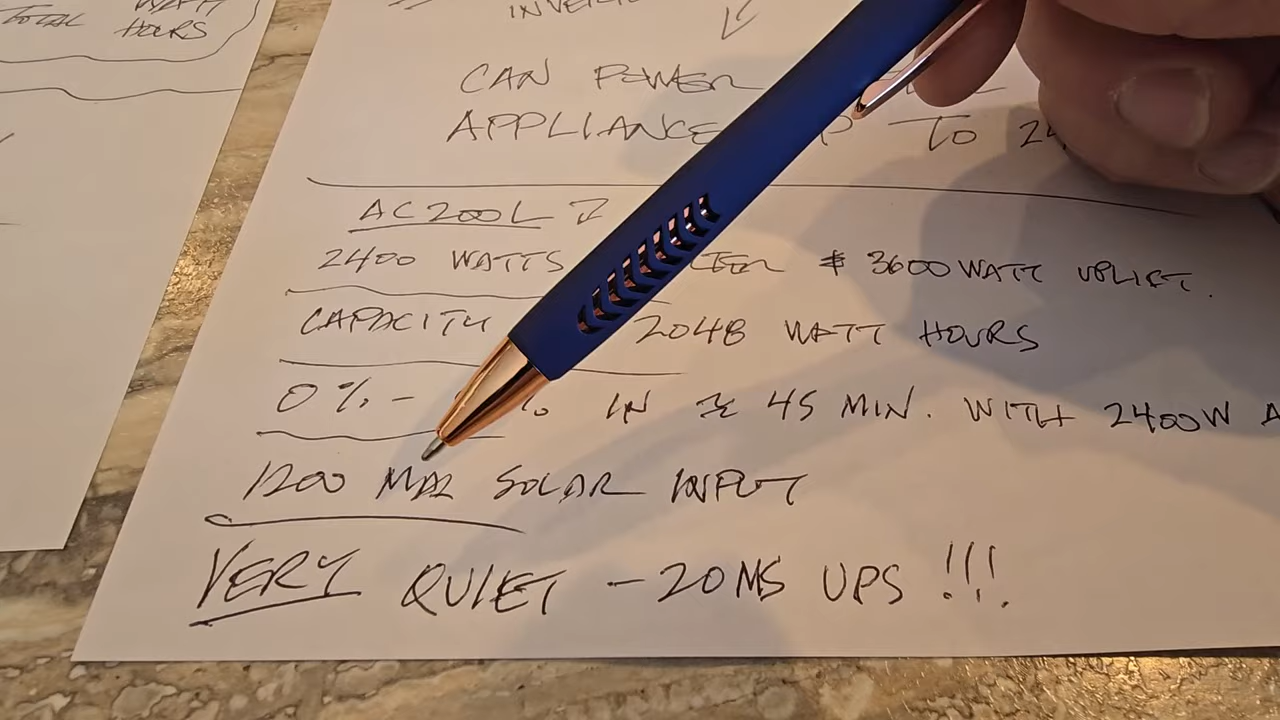 TOTAL WATT
HOURS
CAN POWER
APPLIANCE TO
AC200L
2400 WATTS & 3600 WATT UPLIFT.
CAPACITY 2048 WATT HOURS
0%- % IN ≈ 45 MIN. WITH 2400W A
1200 MAX SOLAR INPUT
VERY QUIET - 20MS UPS !!!